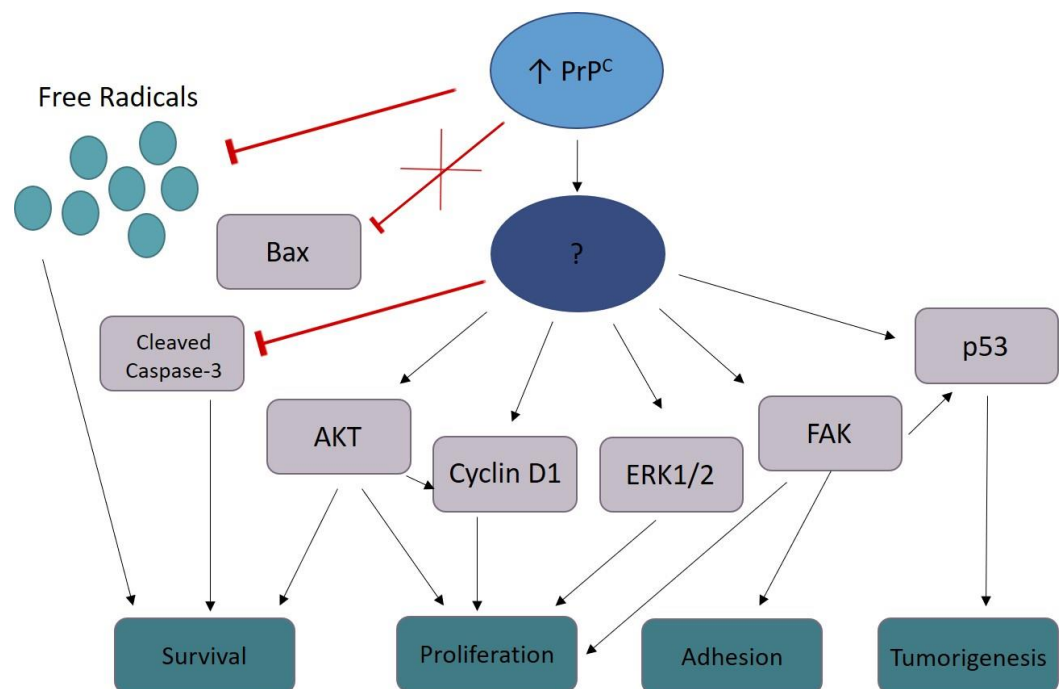 ↑ PrPᶜ
Free Radicals
Bax
?
Cleaved
Caspase-3
p53
AKT
FAK
Cyclin D1
ERK1/2
Survival
Proliferation
Adhesion
Tumorigenesis